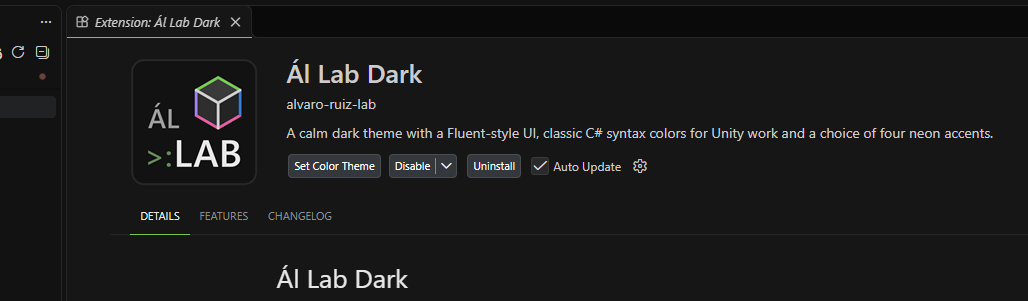 Extension: Ál Lab Dark
ÁL
>:LAB
Ál Lab Dark
alvaro-ruiz-lab
A calm dark theme with a Fluent-style UI, classic C# syntax colors for Unity work and a choice of four neon accents.
Set Color Theme Disable Uninstall Auto Update
DETAILS FEATURES CHANGELOG
Ál Lab Dark